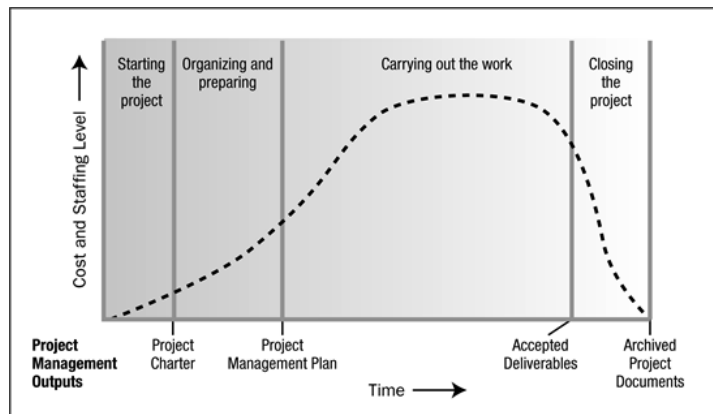 Starting
the
project
Organizing and
preparing
Carrying out the work
Closing
the
project
Cost and Staffing Level
Project
Management
Outputs
Project
Charter
Project
Management Plan
Accepted
Deliverables
Archived
Project
Documents
Time